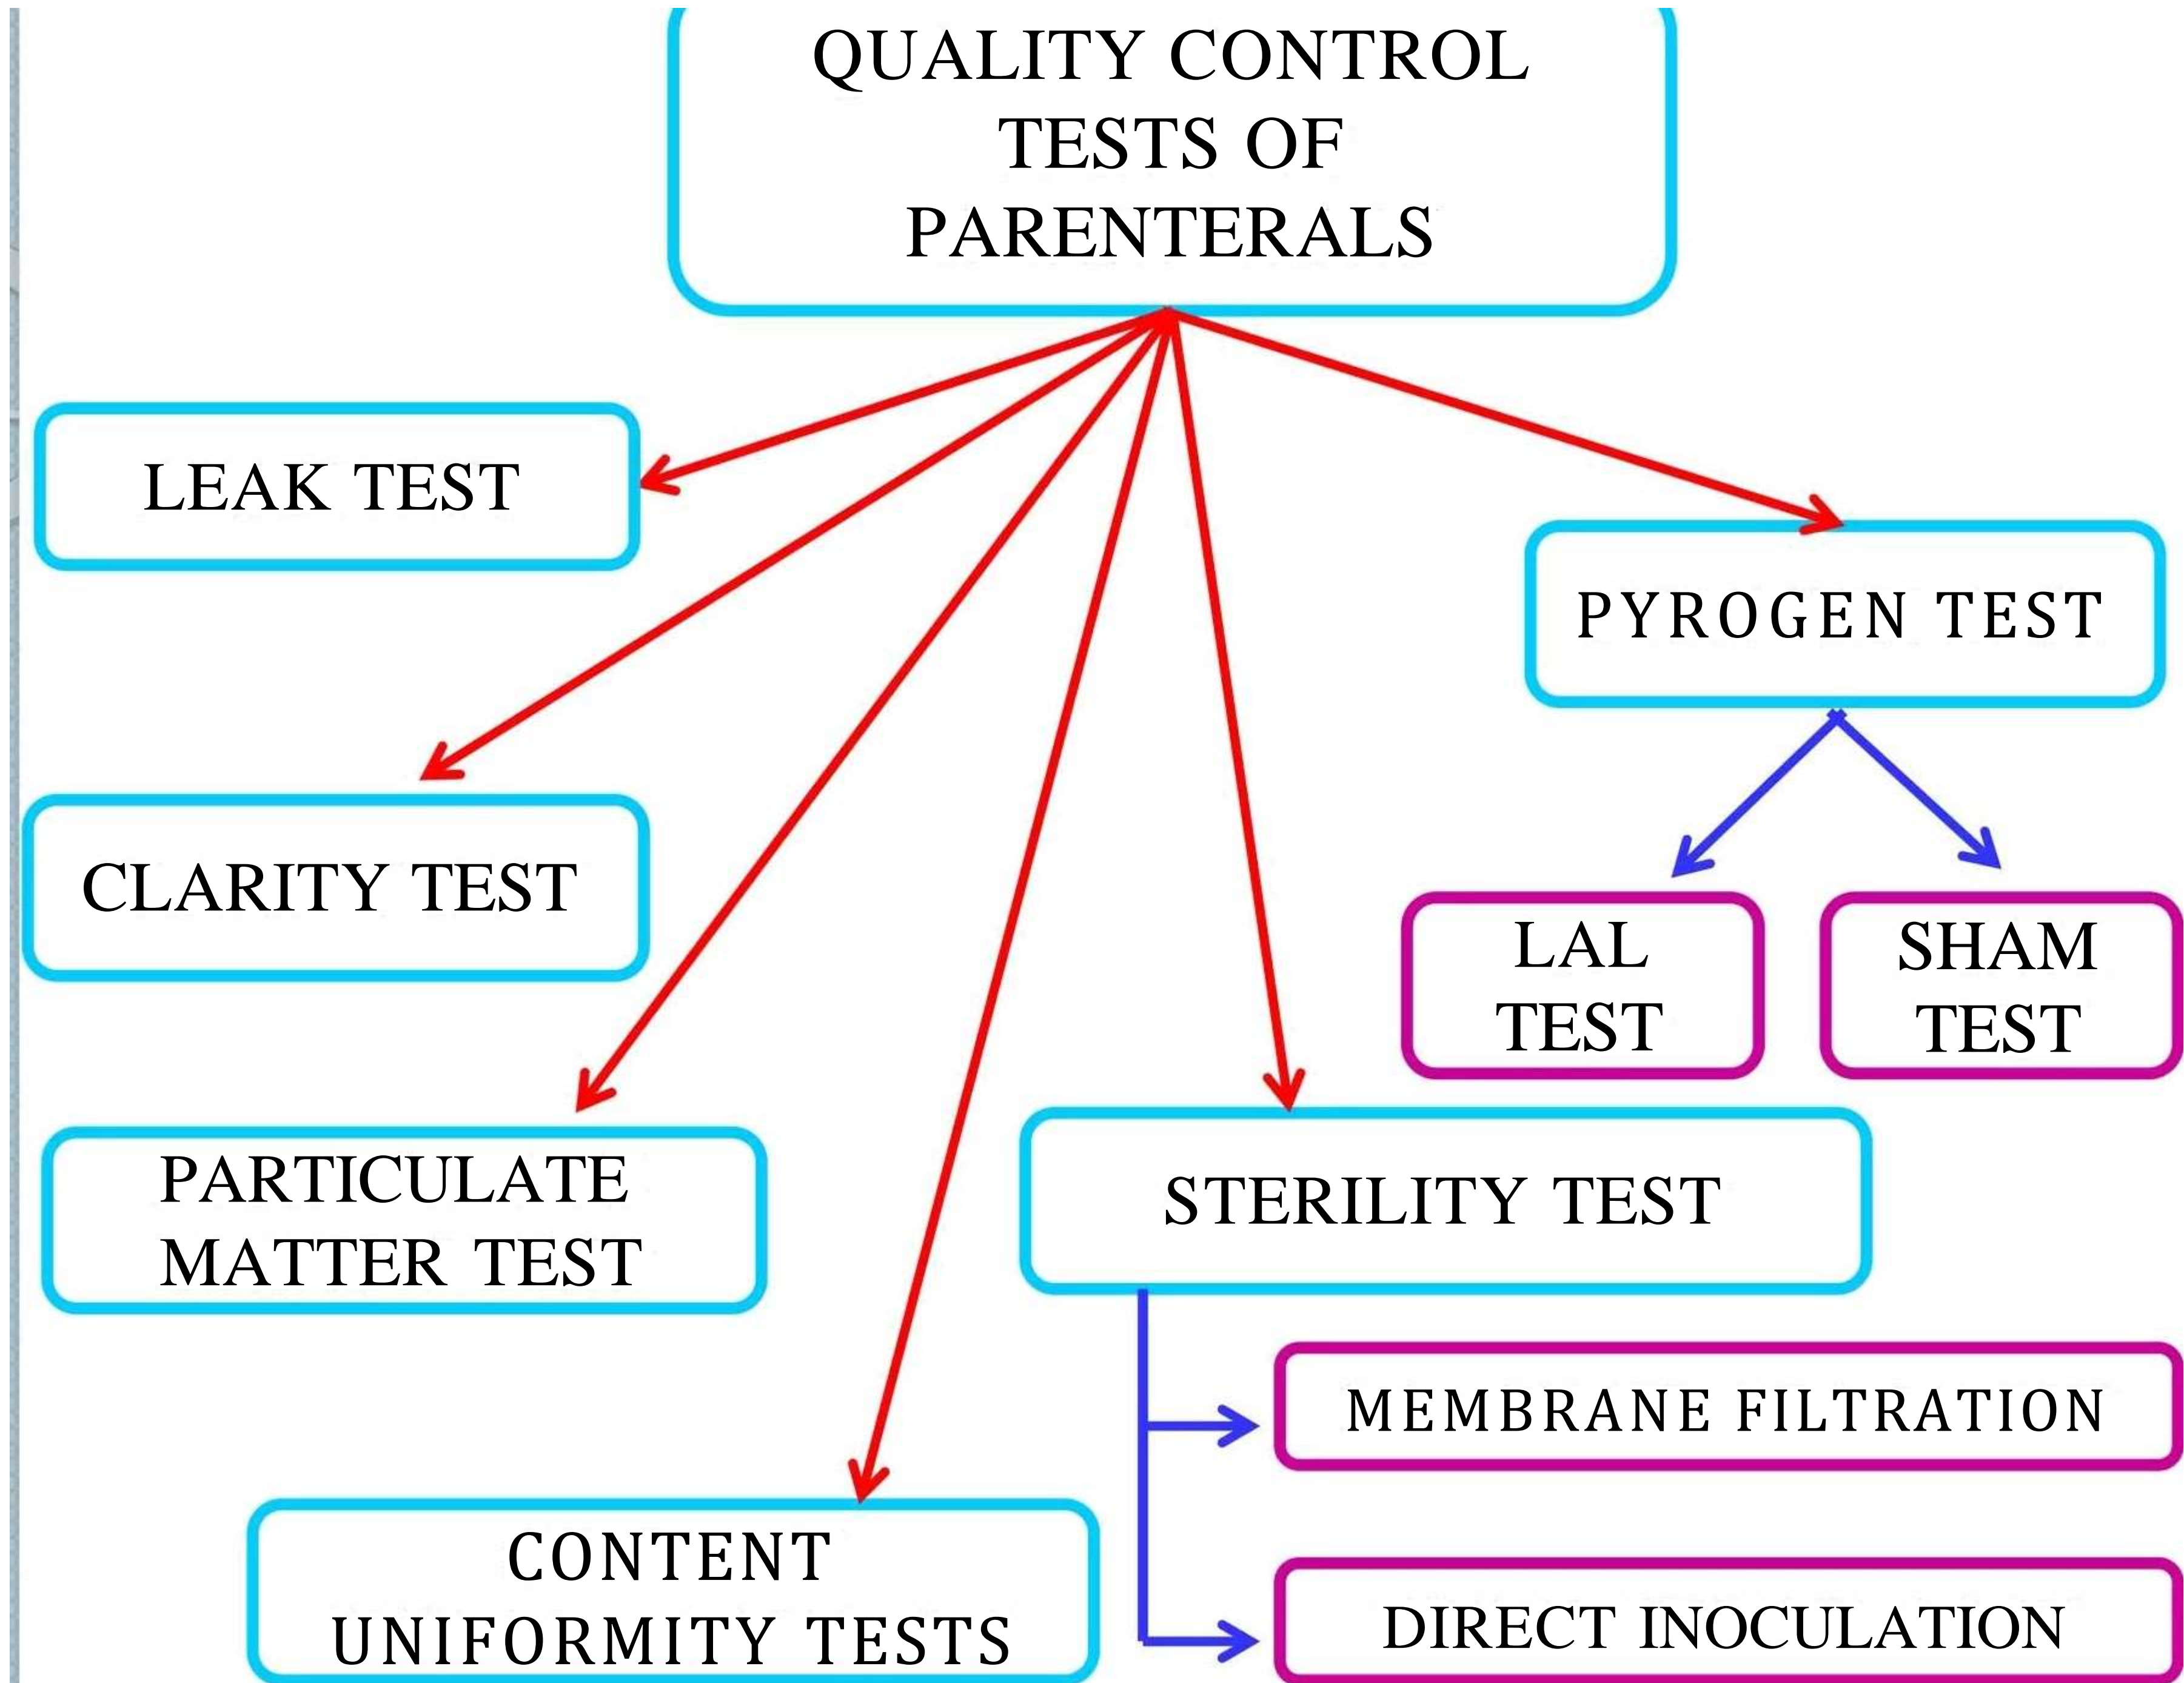 QUALITY CONTROL
TESTS OF
PARENTERALS
LEAK TEST
PYROGEN TEST
CLARITY TEST
LAL
TEST
SHAM
TEST
PARTICULATE
MATTER TEST
STERILITY TEST
MEMBRANE FILTRATION
CONTENT
UNIFORMITY TESTS
DIRECT INOCULATION